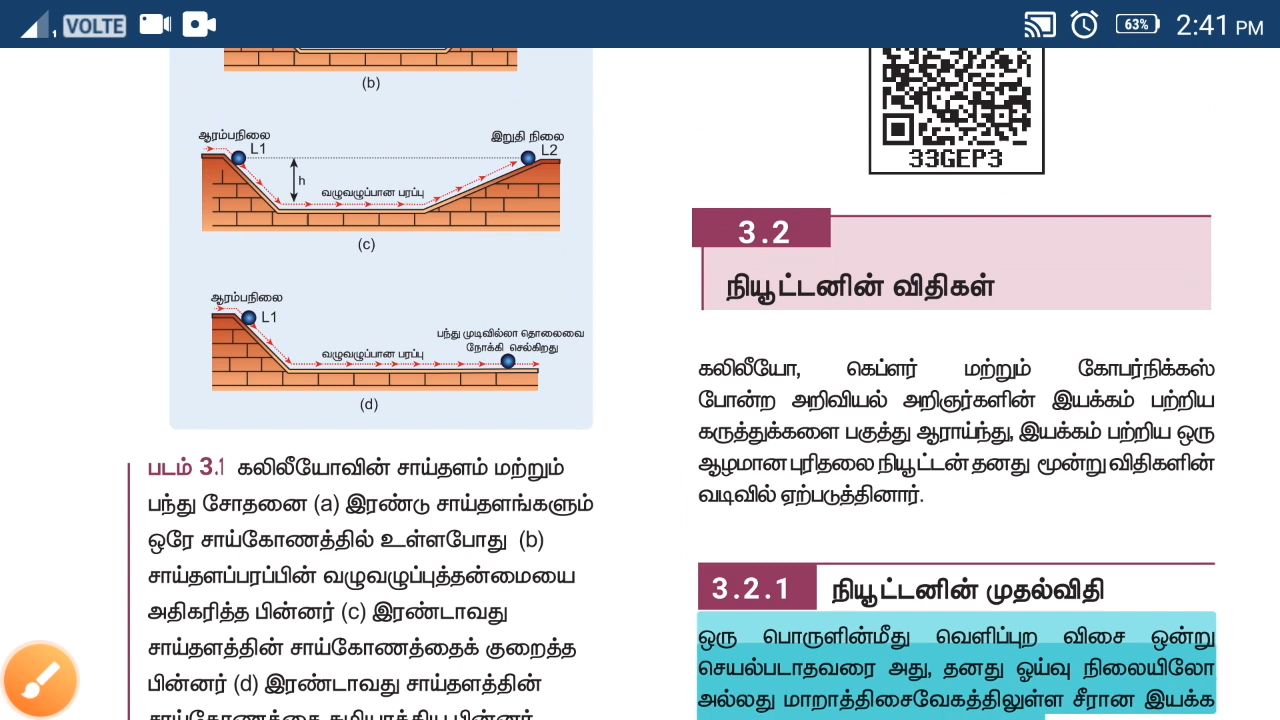 VOLTE
63%
2:41 PM
(b)
ஆரம்பநிலை
L1
இறுதி நிலை
L2
h
வழுவழுப்பான பரப்பு
(c)
ஆரம்பநிலை
L1
பந்து முடிவில்லா தொலைவை
நோக்கி செல்கிறது
வழுவழுப்பான பரப்பு
(d)
படம் 3.1 கலிலீயோவின் சாய்தளம் மற்றும்
பந்து சோதனை (a) இரண்டு சாய்தளங்களும்
ஒரே சாய்கோணத்தில் உள்ளபோது (b)
சாய்தளப்பரப்பின் வழுவழுப்புத்தன்மையை
அதிகரித்த பின்னர் (c) இரண்டாவது
சாய்தளத்தின் சாய்கோணத்தைக் குறைத்த
பின்னர் (d) இரண்டாவது சாய்தளத்தின்
33GEP3
3.2
நியூட்டனின் விதிகள்
கலிலீயோ, கெப்ளர் மற்றும் கோபர்நிக்கஸ்
போன்ற அறிவியல் அறிஞர்களின் இயக்கம் பற்றிய
கருத்துக்களை பகுத்து ஆராய்ந்து, இயக்கம் பற்றிய ஒரு
ஆழமான புரிதலை நியூட்டன் தனது மூன்று விதிகளின்
வடிவில் ஏற்படுத்தினார்.
3.2.1 நியூட்டனின் முதல்விதி
ஒரு பொருளின்மீது வெளிப்புற விசை ஒன்று
செயல்படாதவரை அது, தனது ஓய்வு நிலையிலோ
அல்லது மாறாத்திசைவேகத்திலுள்ள சீரான இயக்க